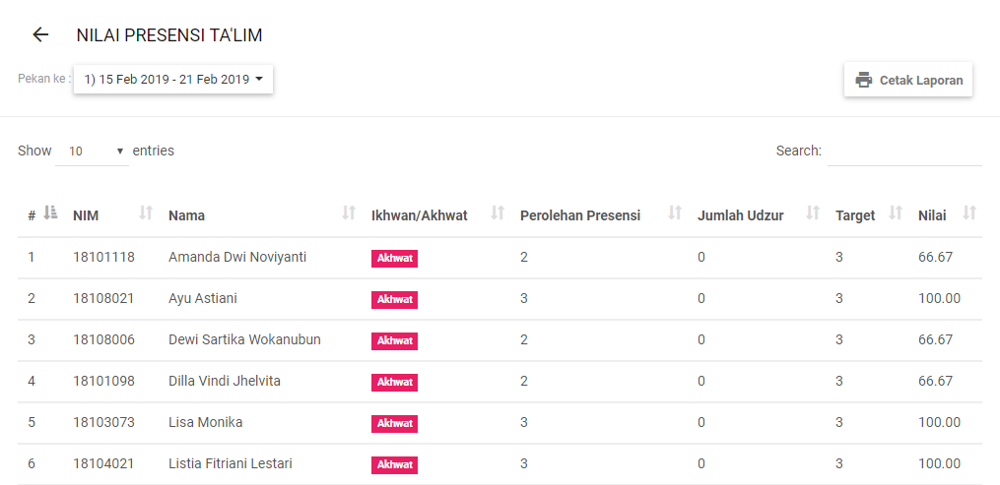 NILAI PRESENSI TA'LIM
Pekan ke : 1) 15 Feb 2019 - 21 Feb 2019
Cetak Laporan
Show 10 entries
Search:
# NIM Nama Ikhwan/Akhwat Perolehan Presensi Jumlah Udzur Target Nilai
1 18101118 Amanda Dwi Noviyanti Akhwat 2 0 3 66.67
2 18108021 Ayu Astiani Akhwat 3 0 3 100.00
3 18108006 Dewi Sartika Wokanubun Akhwat 2 0 3 66.67
4 18101098 Dilla Vindi Jhelvita Akhwat 2 0 3 66.67
5 18103073 Lisa Monika Akhwat 3 0 3 100.00
6 18104021 Listia Fitriani Lestari Akhwat 3 0 3 100.00